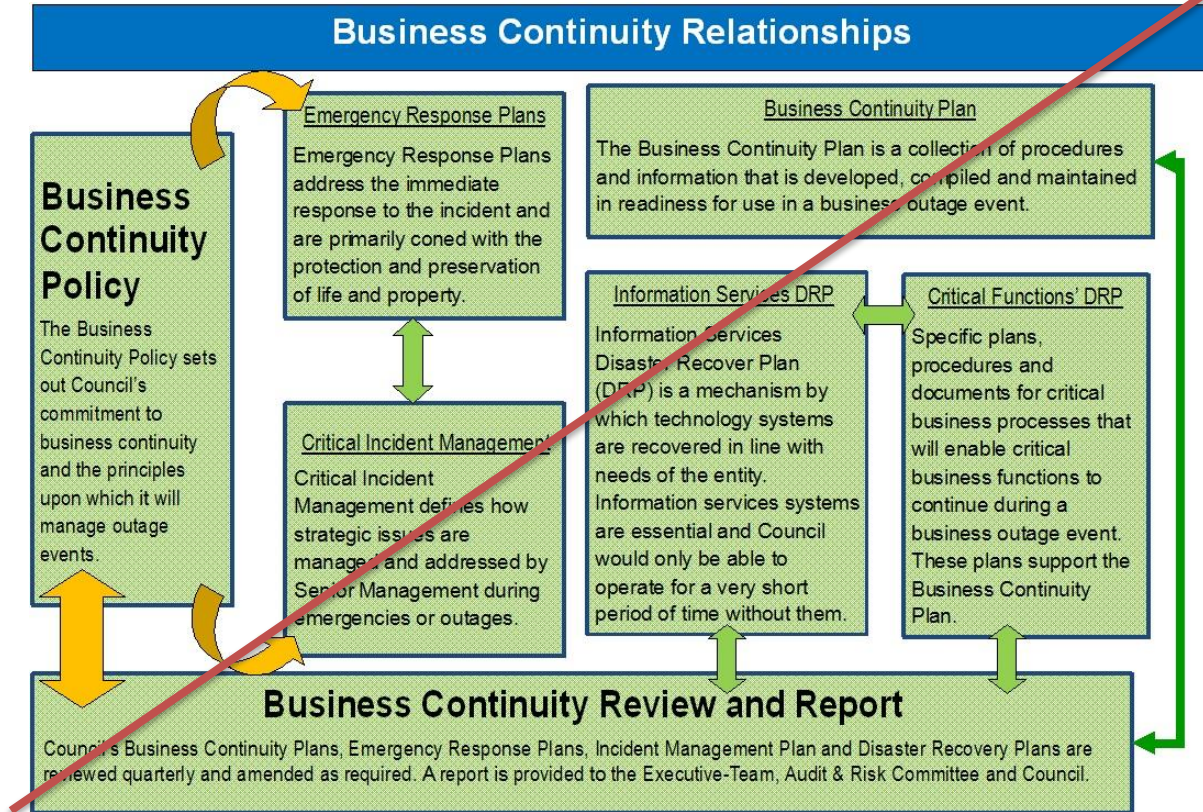 Business Continuity Relationships
Business
Continuity
Policy
The Business
Continuity Policy sets
out Council's
commitment to
business continuity
and the principles
upon which it will
manage outage
events.
Emergency Response Plans
Emergency Response Plans
address the immediate
response to the incident and
are primarily coned with the
protection and preservation
of life and property.
Critical Incident Management
Critical Incident
Management defines how
strategic issues are
managed and addressed by
Senior Management during
emergencies or outages.
Business Continuity Plan
The Business Continuity Plan is a collection of procedures
and information that is developed, compiled and maintained
in readiness for use in a business outage event.
Information Services DRP
Information Services
Disaster Recover Plan
(DRP) is a mechanism by
which technology systems
are recovered in line with
needs of the entity.
Information services systems
are essential and Council
would only be able to
operate for a very short
period of time without them.
Critical Functions' DRP
Specific plans,
procedures and
documents for critical
business processes that
will enable critical
business functions to
continue during a
business outage event.
These plans support the
Business Continuity
Plan.
Business Continuity Review and Report
Council's Business Continuity Plans, Emergency Response Plans, Incident Management Plan and Disaster Recovery Plans are
reviewed quarterly and amended as required. A report is provided to the Executive-Team, Audit & Risk Committee and Council.